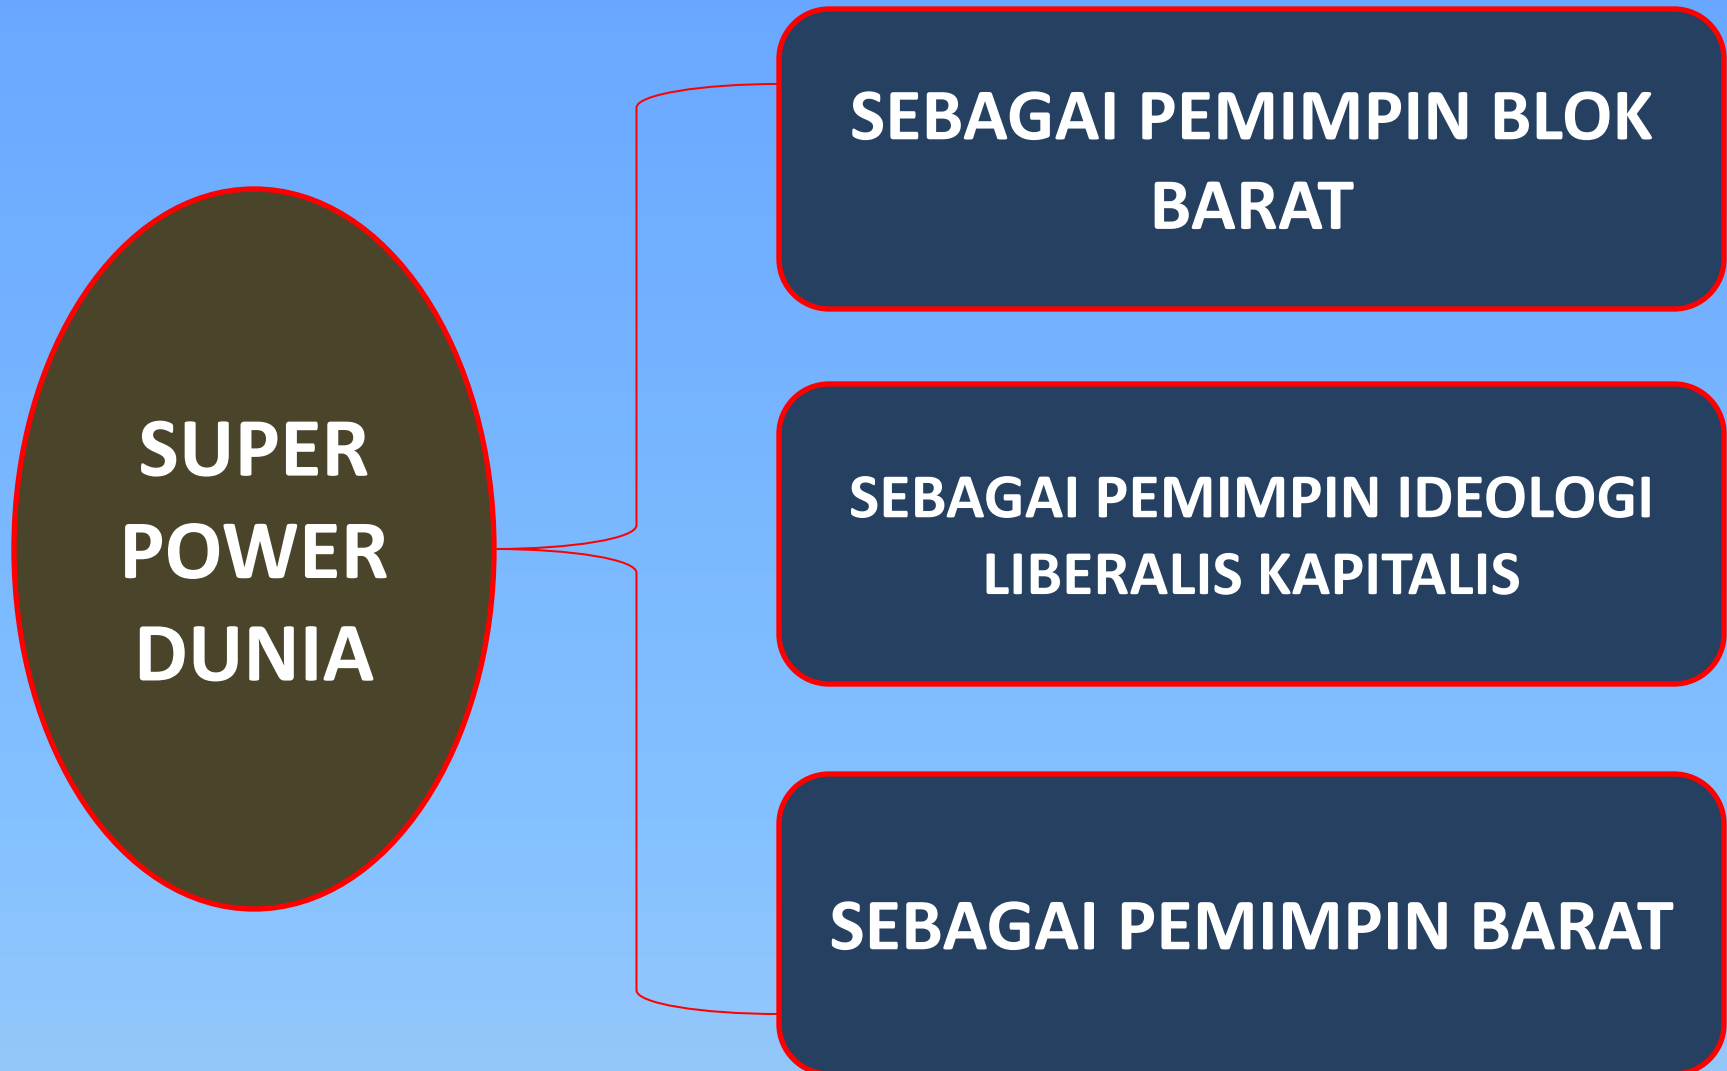 SUPER
POWER
DUNIA
SEBAGAI PEMIMPIN BLOK
BARAT
SEBAGAI PEMIMPIN IDEOLOGI
LIBERALIS KAPITALIS
SEBAGAI PEMIMPIN BARAT